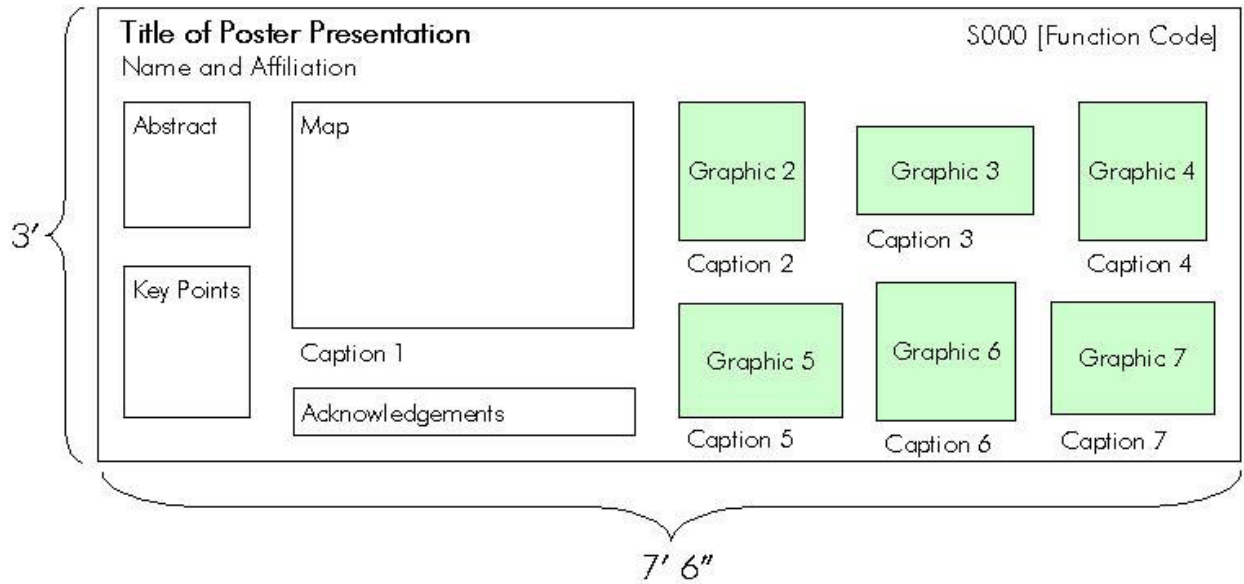 Title of Poster Presentation
S000 [Function Code]
Name and Affiliation
Abstract
Key Points
Map
Caption 1
Acknowledgements
Graphic 2
Caption 2
Graphic 3
Caption 3
Graphic 4
Caption 4
Graphic 5
Caption 5
Graphic 6
Caption 6
Graphic 7
Caption 7
3'
7' 6"